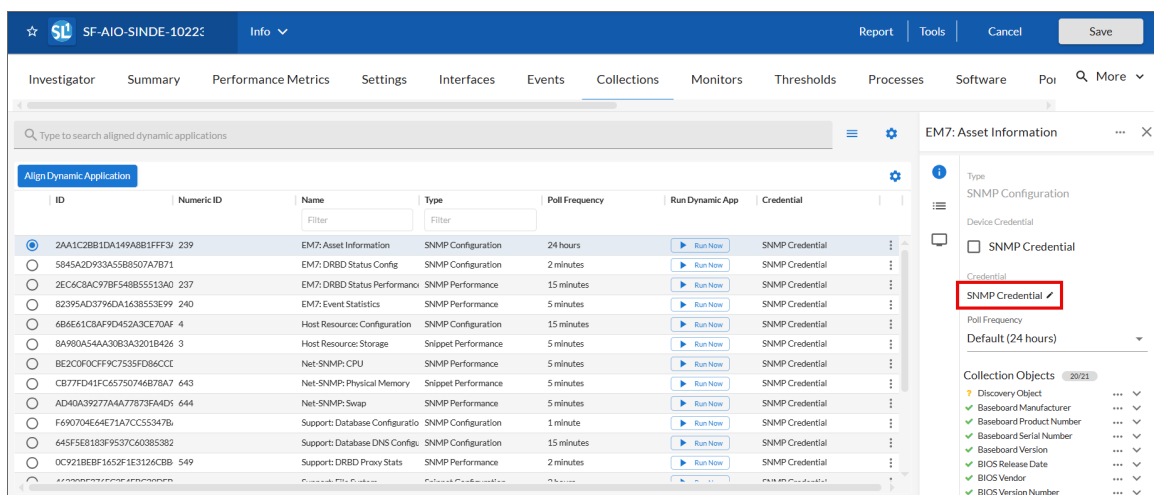 SL1 SF-AIO-SINDE-10223 Info Report Tools Cancel Save
Investigator Summary Performance Metrics Settings Interfaces Events Collections Monitors Thresholds Processes Software Por More
Type to search aligned dynamic applications
Align Dynamic Application
ID Numeric ID Name Type Poll Frequency Run Dynamic App Credential
Filter Filter
2AA1C2BB1DA149A8B1FFF3A 239 EM7: Asset Information SNMP Configuration 24 hours Run Now SNMP Credential
5845A2D933A55B8507A7B71 EM7: DRBD Status Config SNMP Configuration 2 minutes Run Now SNMP Credential
2EC6C8AC97BF548B55513A0 237 EM7: DRBD Status Performance SNMP Performance 15 minutes Run Now SNMP Credential
82395AD3796DA1638553E99 240 EM7: Event Statistics SNMP Performance 5 minutes Run Now SNMP Credential
6B6E61C8AF9D452A3CE70AF 4 Host Resource: Configuration SNMP Configuration 15 minutes Run Now SNMP Credential
8A980A54AA30B3A3201B426 3 Host Resource: Storage Snippet Performance 5 minutes Run Now SNMP Credential
BE2C0F0CFF9C7535FD86CCD Net-SNMP: CPU SNMP Performance 5 minutes Run Now SNMP Credential
CB77FD41FC65750746B78A7 643 Net-SNMP: Physical Memory Snippet Performance 5 minutes Run Now SNMP Credential
AD40A39277A4A77873FA4D9 644 Net-SNMP: Swap SNMP Performance 5 minutes Run Now SNMP Credential
F690704E64E71A7CC55347B Support: Database Configuratio SNMP Configuration 1 minute Run Now SNMP Credential
645F5E8183F9537C60385382 Support: Database DNS Configu SNMP Configuration 15 minutes Run Now SNMP Credential
0C921BEBF1652F1E3126CBB 549 Support: DRBD Proxy Stats SNMP Performance 2 minutes Run Now SNMP Credential
EM7: Asset Information
Type
SNMP Configuration
Device Credential
SNMP Credential
Credential
SNMP Credential
Poll Frequency
Default (24 hours)
Collection Objects 20/21
? Discovery Object
Baseboard Manufacturer
Baseboard Product Number
Baseboard Serial Number
Baseboard Version
BIOS Release Date
BIOS Vendor
BIOS Version Number